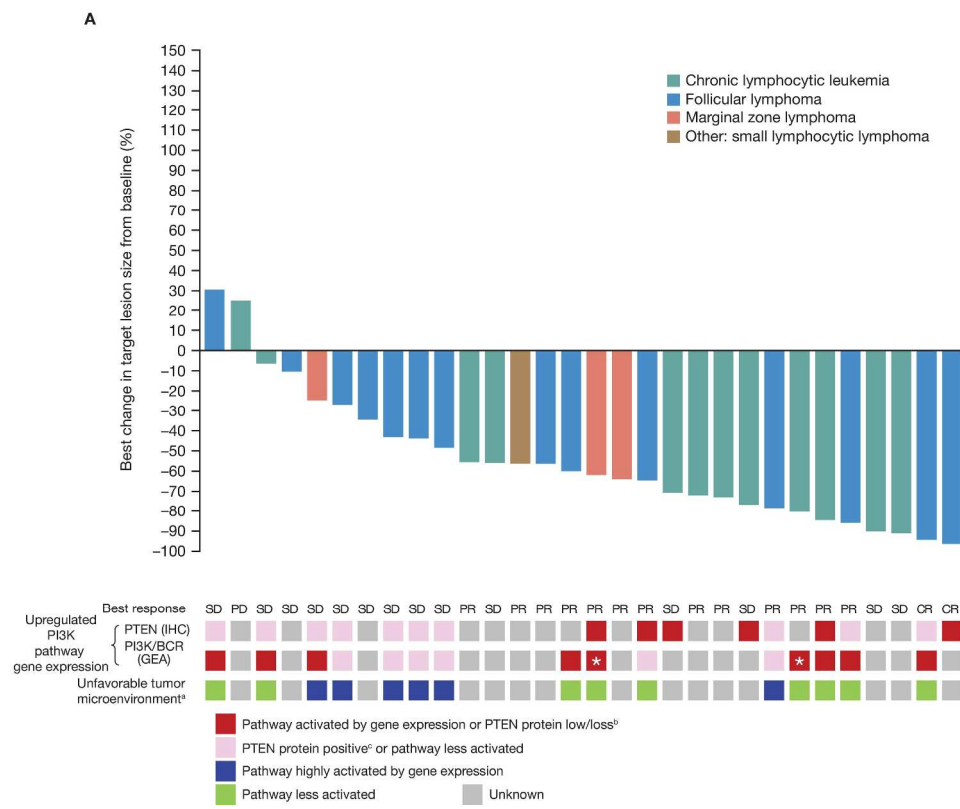 A
150
140
130
120
110
100
90
80
70
60
50
40
30
20
10
0
−10
−20
−30
−40
−50
−60
−70
−80
−90
−100
Best change in target lesion size from baseline (%)
Chronic lymphocytic leukemia
Follicular lymphoma
Marginal zone lymphoma
Other: small lymphocytic lymphoma
Best response SD PD SD SD SD SD SD SD SD SD PR SD PR PR PR PR PR PR SD PR PR SD PR PR PR PR SD SD CR CR
Upregulated PI3K pathway gene expression
PTEN (IHC)
PI3K/BCR (GEA)
* *
Unfavorable tumor
microenvironmentᵃ
Pathway activated by gene expression or PTEN protein low/lossᵇ
PTEN protein positiveᶜ or pathway less activated
Pathway highly activated by gene expression
Pathway less activated Unknown